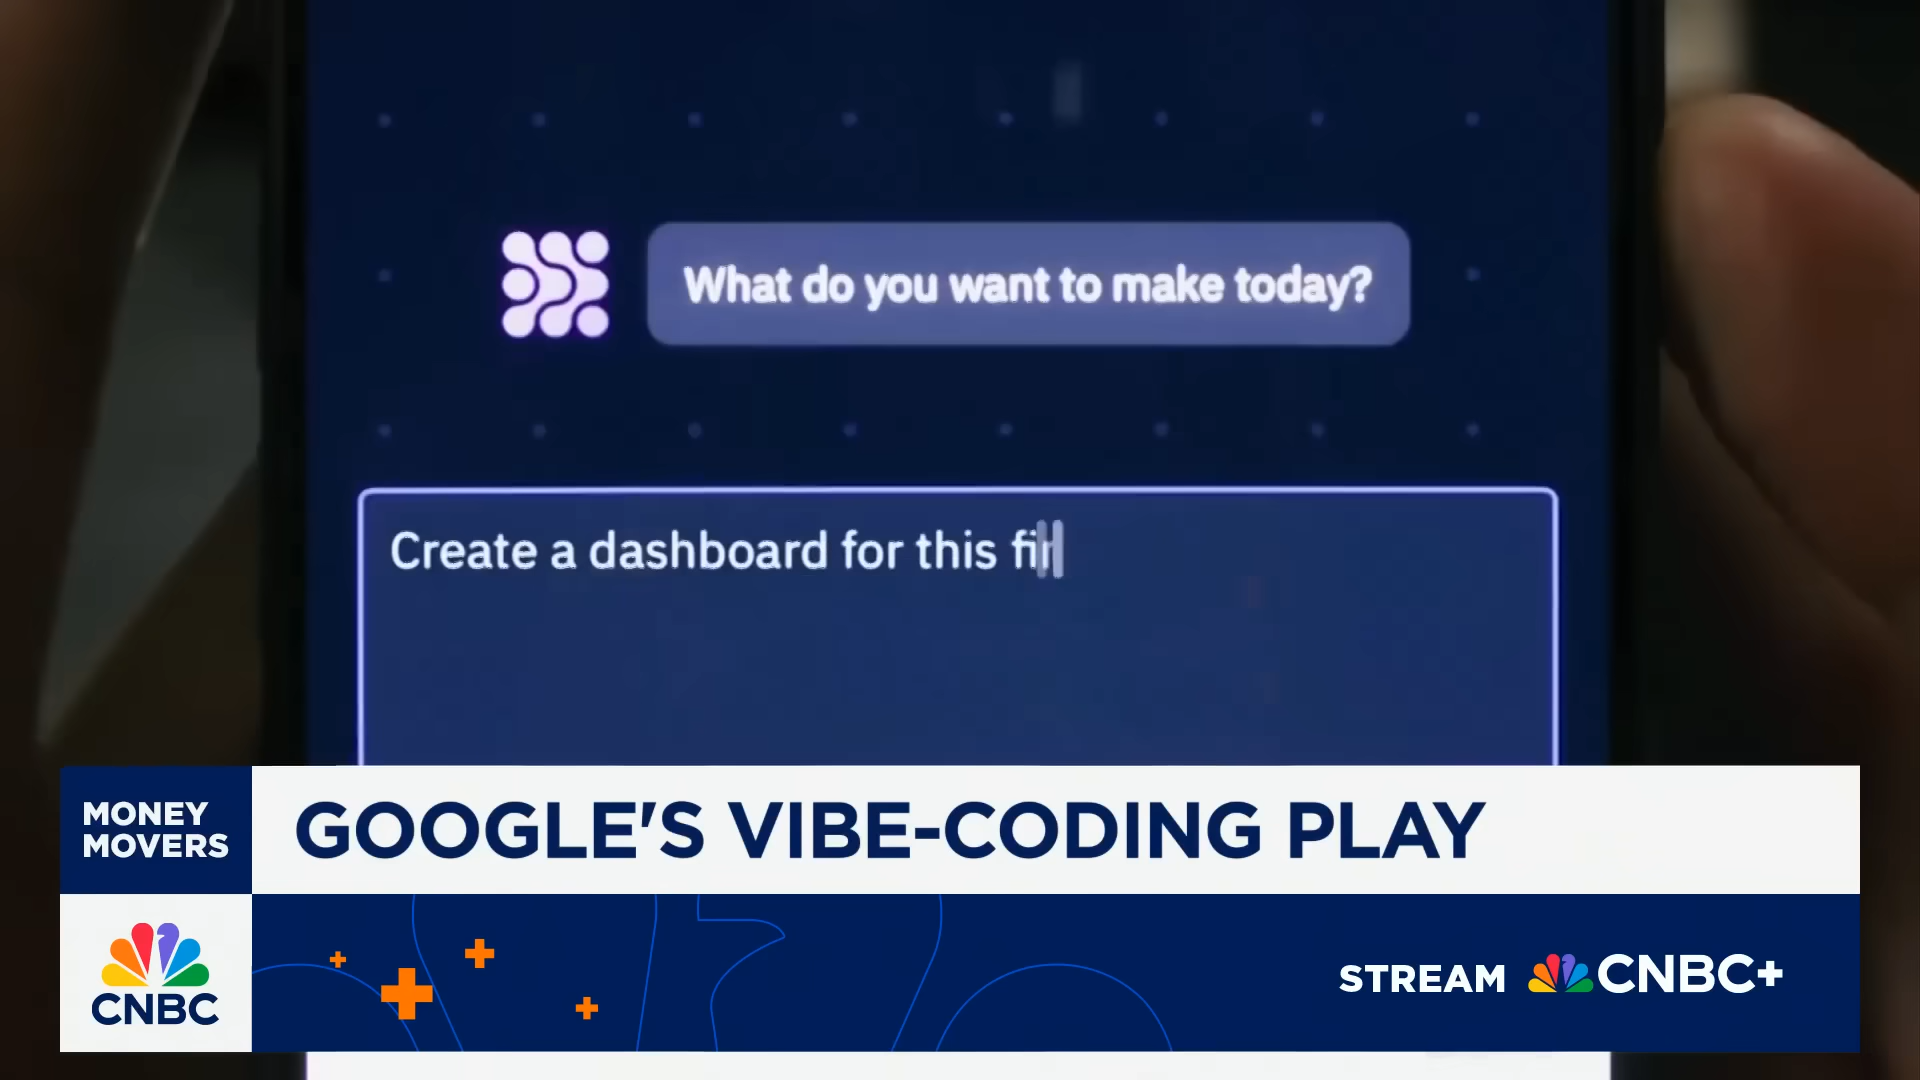 What do you want to make today?
Create a dashboard for this fin
MONEY
MOVERS
GOOGLE'S VIBE-CODING PLAY
CNBC
STREAM CNBC+